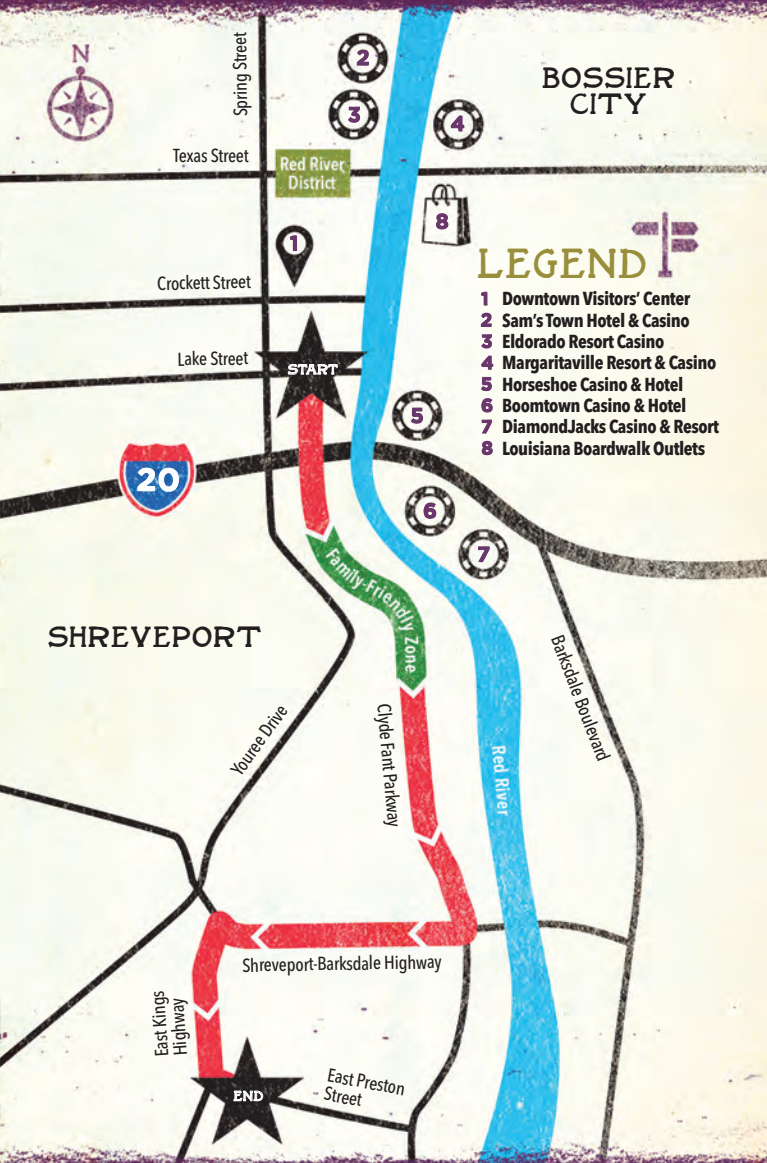 N
Spring Street
2
3
4
BOSSIER
CITY
Texas Street
Red River
District
8
1
LEGEND
1 Downtown Visitors' Center
2 Sam's Town Hotel & Casino
3 Eldorado Resort Casino
4 Margaritaville Resort & Casino
5 Horseshoe Casino & Hotel
6 Boomtown Casino & Hotel
7 DiamondJacks Casino & Resort
8 Louisiana Boardwalk Outlets
Crockett Street
Lake Street
START
5
20
6
7
Family-Friendly Zone
SHREVEPORT
Barksdale Boulevard
Youree Drive
Clyde Fant Parkway
Red River
Shreveport-Barksdale Highway
East Kings
Highway
END
East Preston
Street